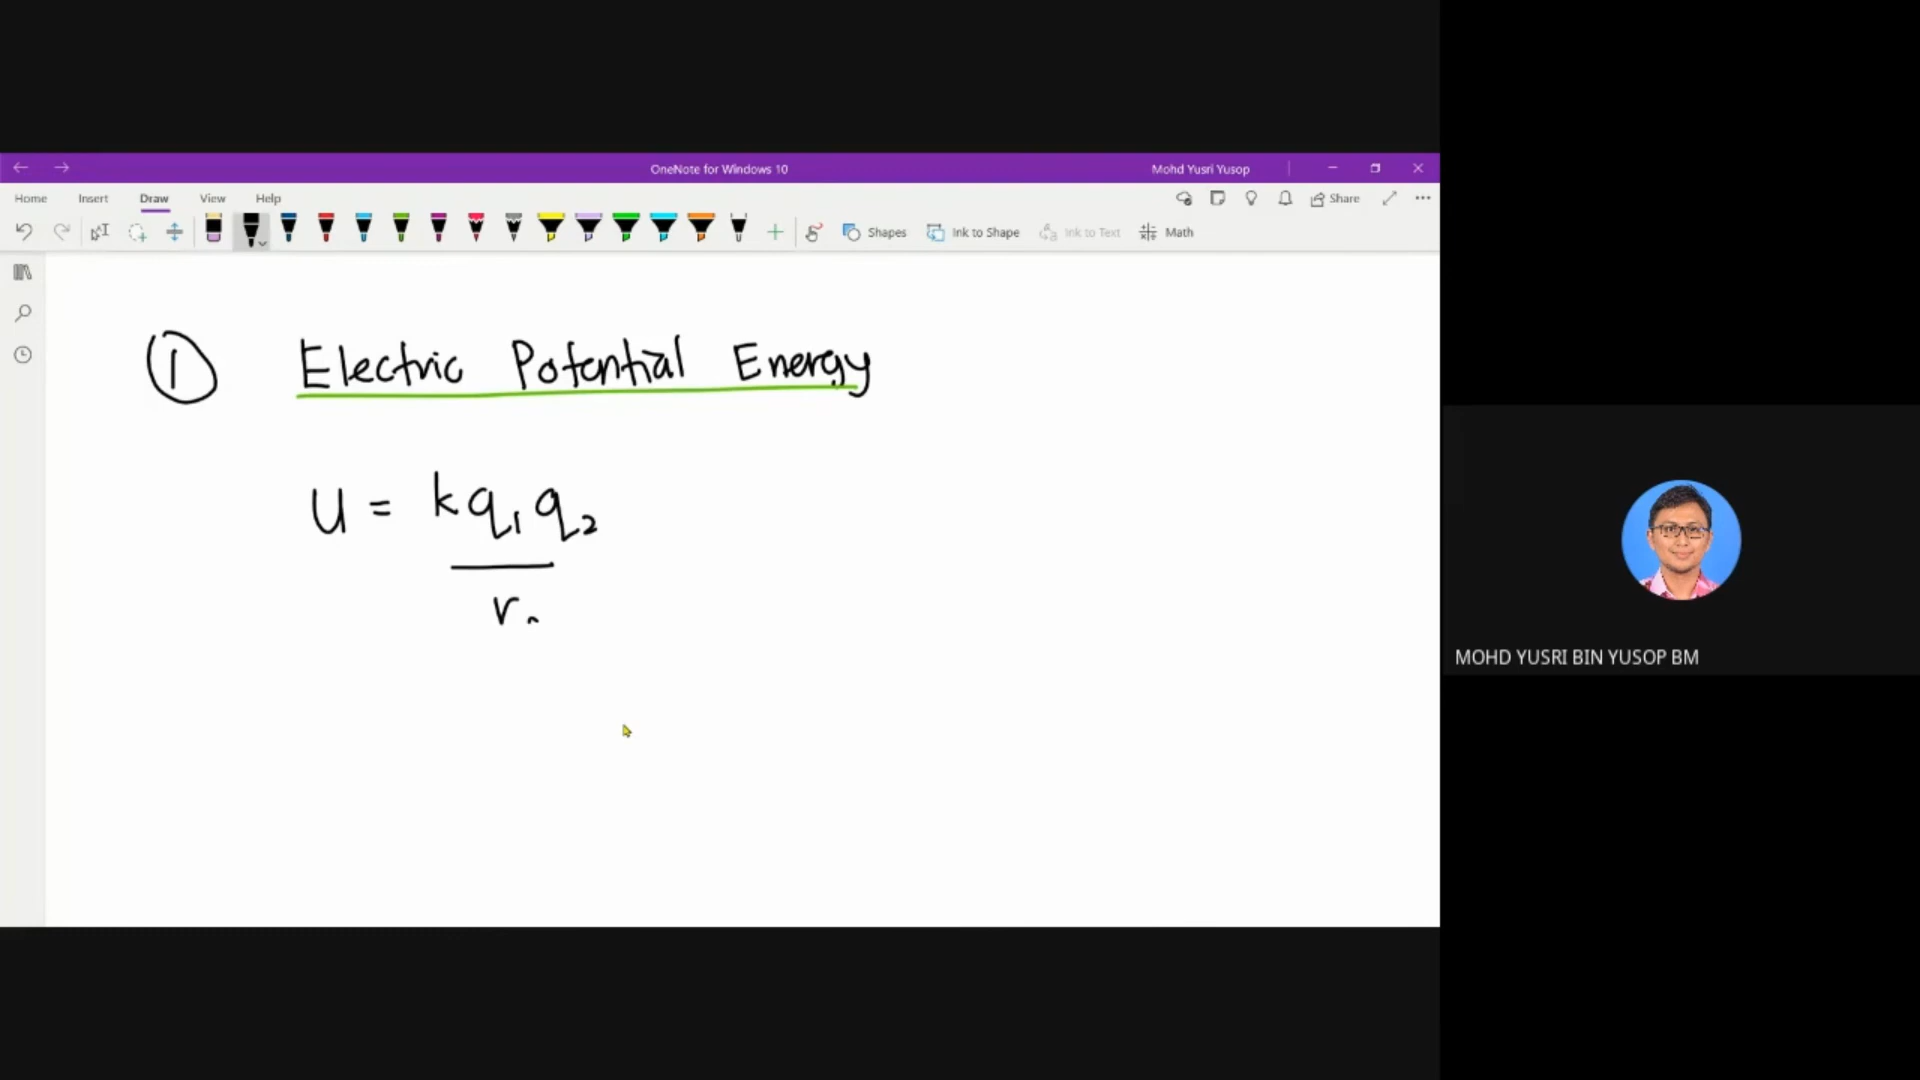 OneNote for Windows 10
Mohd Yusri Yusop
Home Insert Draw View Help
Share
Shapes Ink to Shape Ink to Text Math
① Electric Potential Energy
U = kq₁q₂
r
MOHD YUSRI BIN YUSOP BM